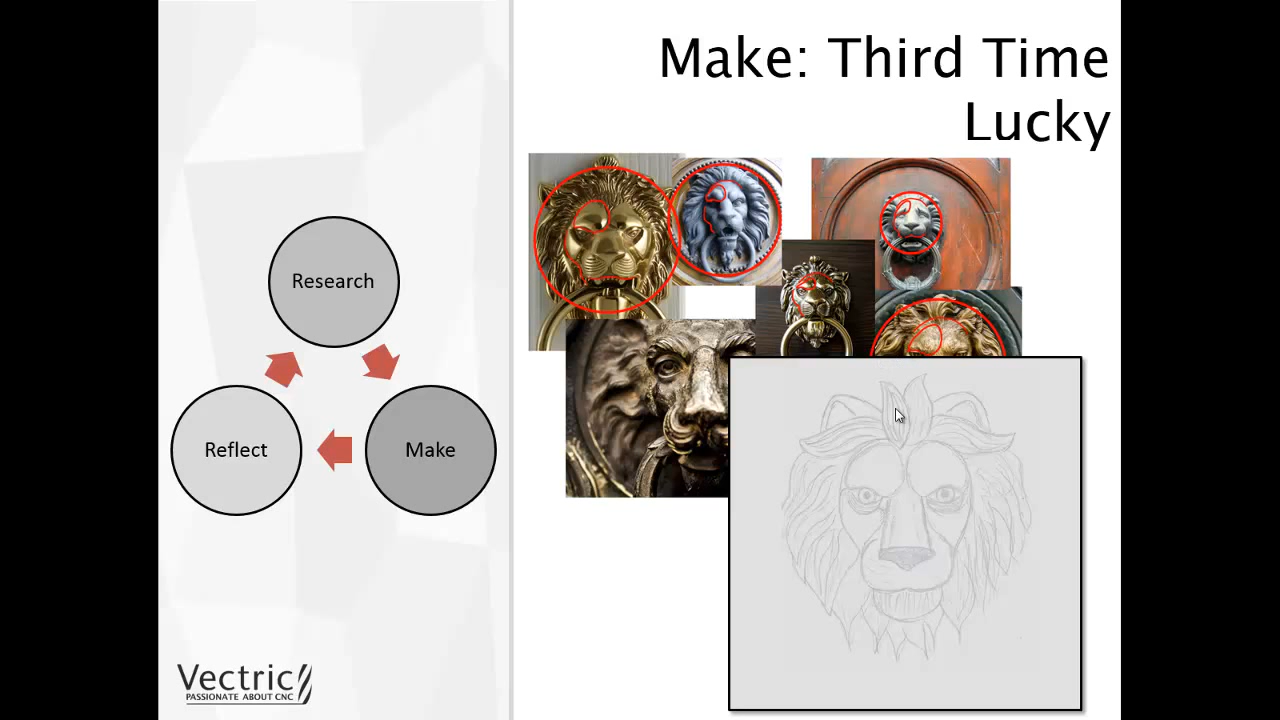 Make: Third Time
Lucky
Research
Reflect
Make
Vectric
PASSIONATE ABOUT CNC